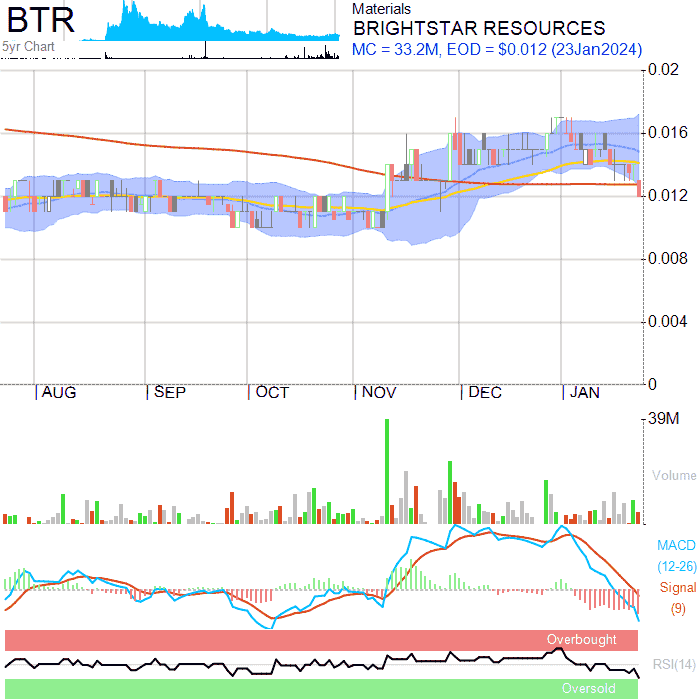 BTR
5yr Chart
Materials
BRIGHTSTAR RESOURCES
MC = 33.2M, EOD = $0.012 (23Jan2024)
0.02
0.016
0.012
0.008
0.004
0
AUG SEP OCT NOV DEC JAN
39M
Volume
MACD
(12-26)
Signal
(9)
Overbought
RSI(14)
Oversold